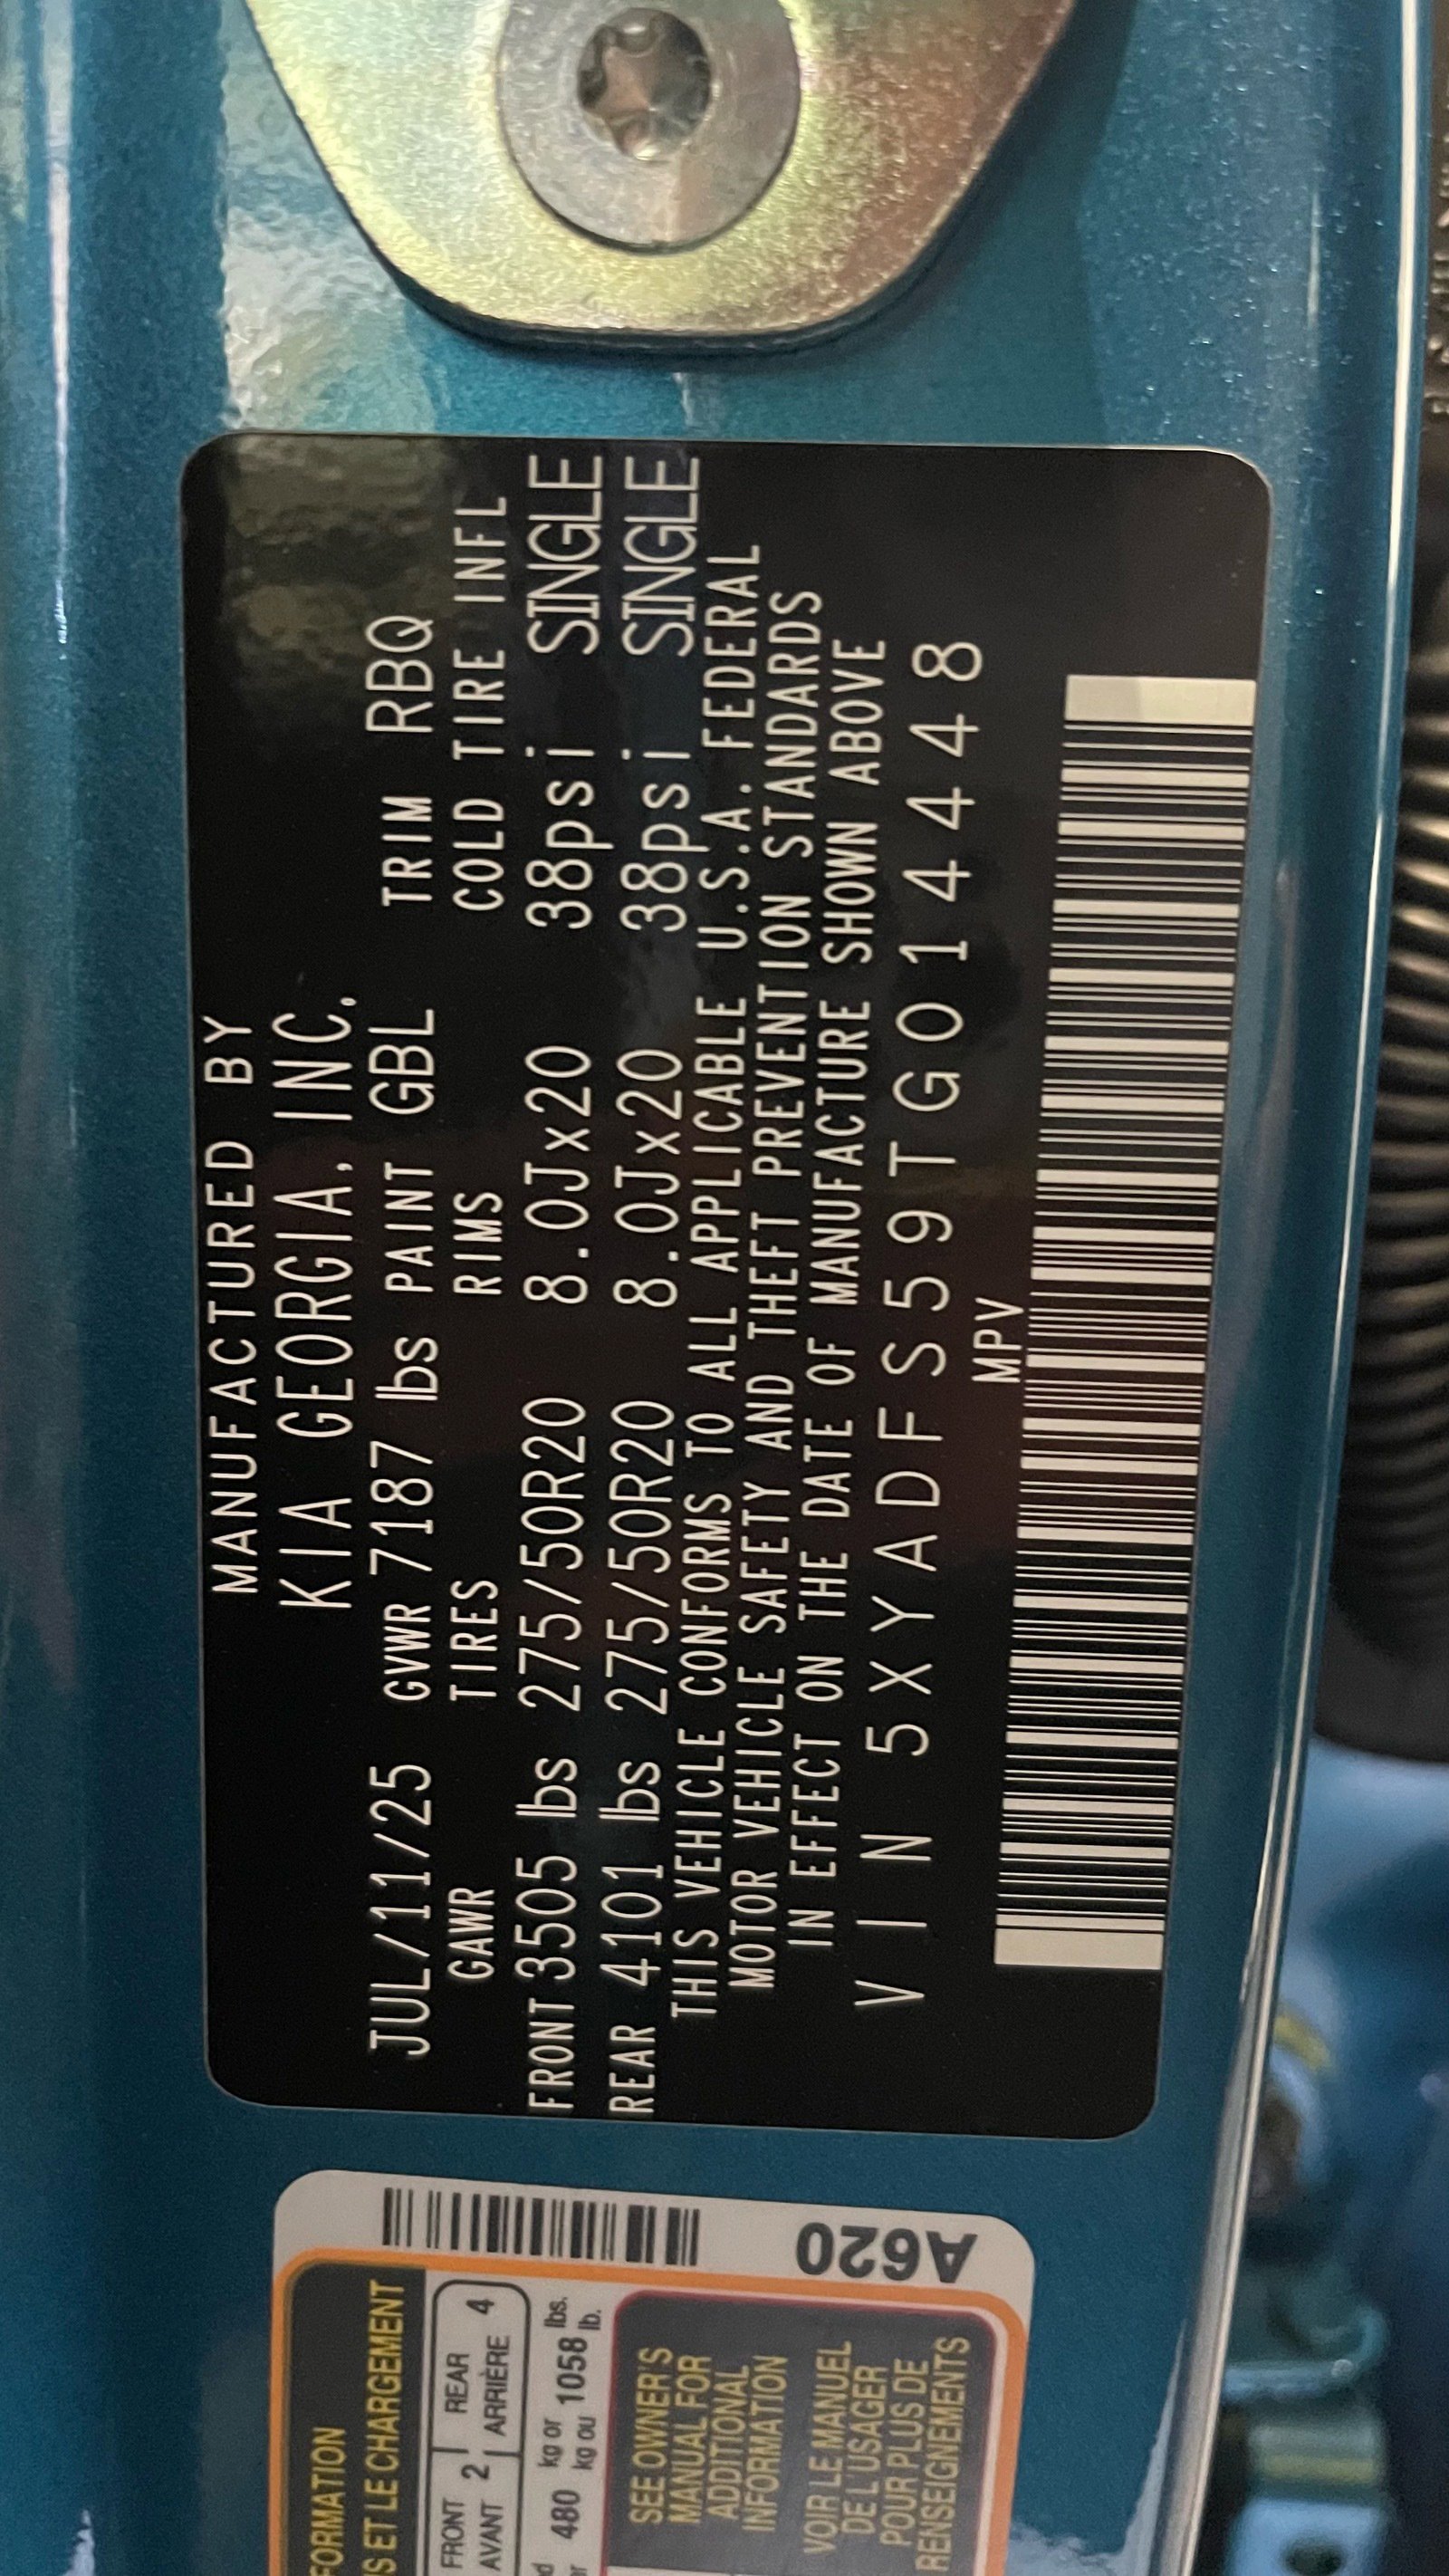 MANUFACTURED BY
KIA GEORGIA, INC.
JUL/11/25 GVWR 7187 lbs PAINT GBL TRIM RBQ
GAWR TIRES RIMS COLD TIRE INFL
FRONT 3505 lbs 275/50R20 8.0Jx20 38psi SINGLE
REAR 4101 lbs 275/50R20 8.0Jx20 38psi SINGLE
THIS VEHICLE CONFORMS TO ALL APPLICABLE U.S.A. FEDERAL
MOTOR VEHICLE SAFETY AND THEFT PREVENTION STANDARDS
IN EFFECT ON THE DATE OF MANUFACTURE SHOWN ABOVE
VIN 5XYADFS59TG014448
MPV
ET LE CHARGEMENT
FRONT 2 REAR 4
AVANT ARRIÈRE
480 kg or 1058 lbs.
kg ou lb.
SEE OWNER'S
MANUAL FOR
ADDITIONAL
INFORMATION
VOIR LE MANUEL
DE L'USAGER
POUR PLUS DE
RENSEIGNEMENTS
A620